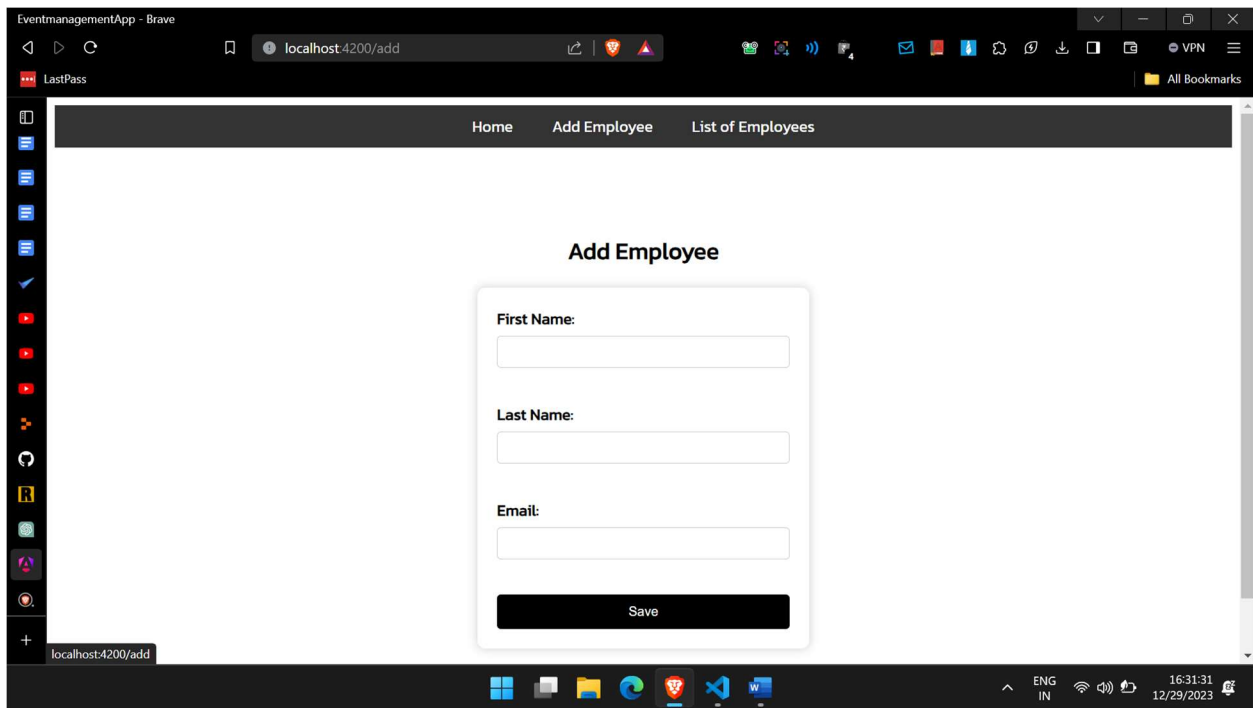 EventmanagementApp - Brave
localhost:4200/add
4
VPN
LastPass
All Bookmarks
Home Add Employee List of Employees
Add Employee
First Name:
Last Name:
Email:
Save
localhost:4200/add
ENG
IN
16:31:31
12/29/2023